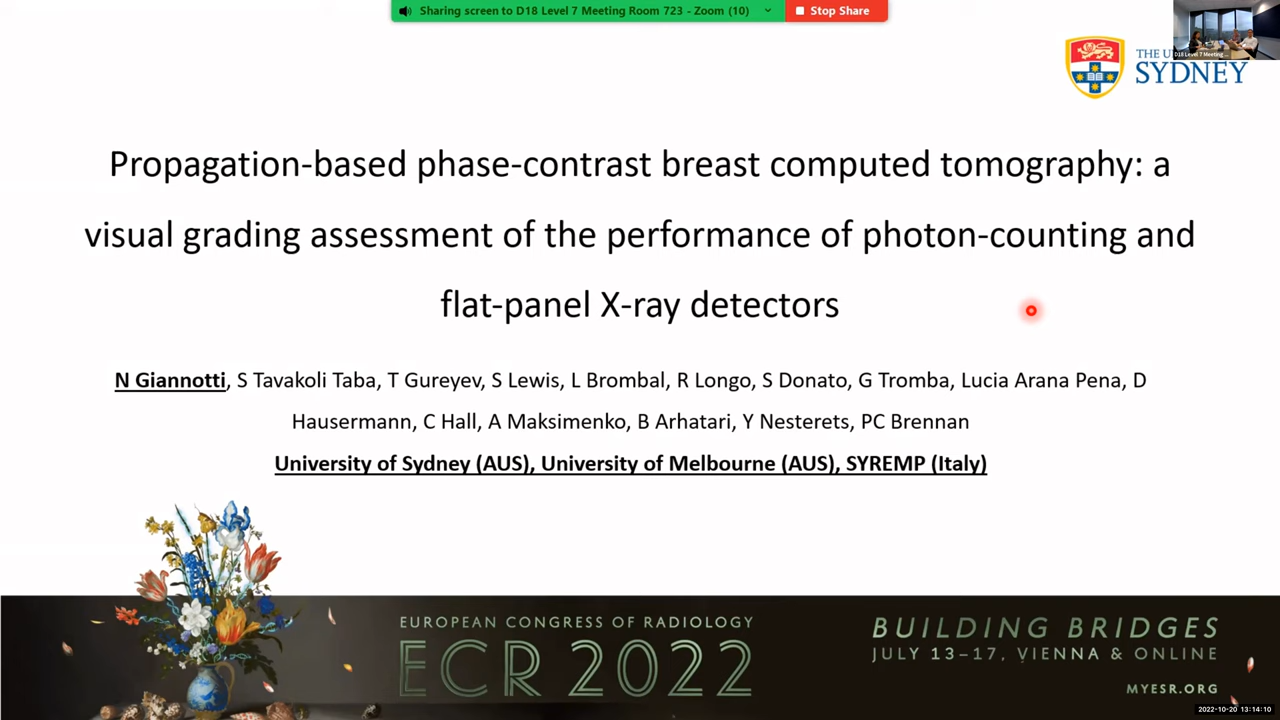 Sharing screen to D18 Level 7 Meeting Room 723 - Zoom (10)
Stop Share
D18 Level 7 Meeting ...
THE U
SYDNEY
Propagation-based phase-contrast breast computed tomography: a
visual grading assessment of the performance of photon-counting and
flat-panel X-ray detectors
N Giannotti, S Tavakoli Taba, T Gureyev, S Lewis, L Brombal, R Longo, S Donato, G Tromba, Lucia Arana Pena, D
Hausermann, C Hall, A Maksimenko, B Arhatari, Y Nesterets, PC Brennan
University of Sydney (AUS), University of Melbourne (AUS), SYREMP (Italy)
EUROPEAN CONGRESS OF RADIOLOGY
ECR 2022
BUILDING BRIDGES
JULY 13–17, VIENNA & ONLINE
MYESR.ORG
2022-10-20 13:14:10